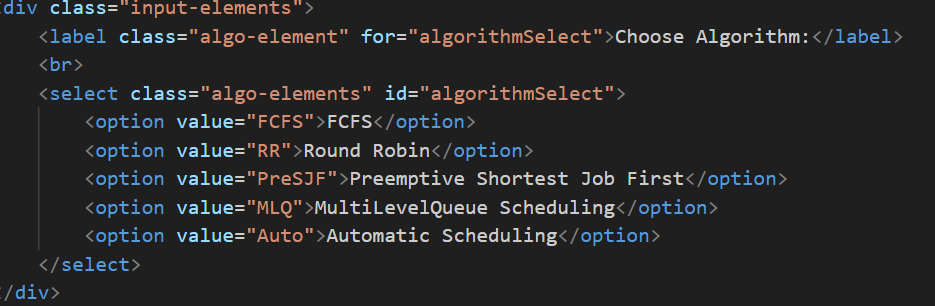 div class="input-elements">
<label class="algo-element" for="algorithmSelect">Choose Algorithm:</label>
<br>
<select class="algo-elements" id="algorithmSelect">
<option value="FCFS">FCFS</option>
<option value="RR">Round Robin</option>
<option value="PreSJF">Preemptive Shortest Job First</option>
<option value="MLQ">MultiLevelQueue Scheduling</option>
<option value="Auto">Automatic Scheduling</option>
</select>
/div>